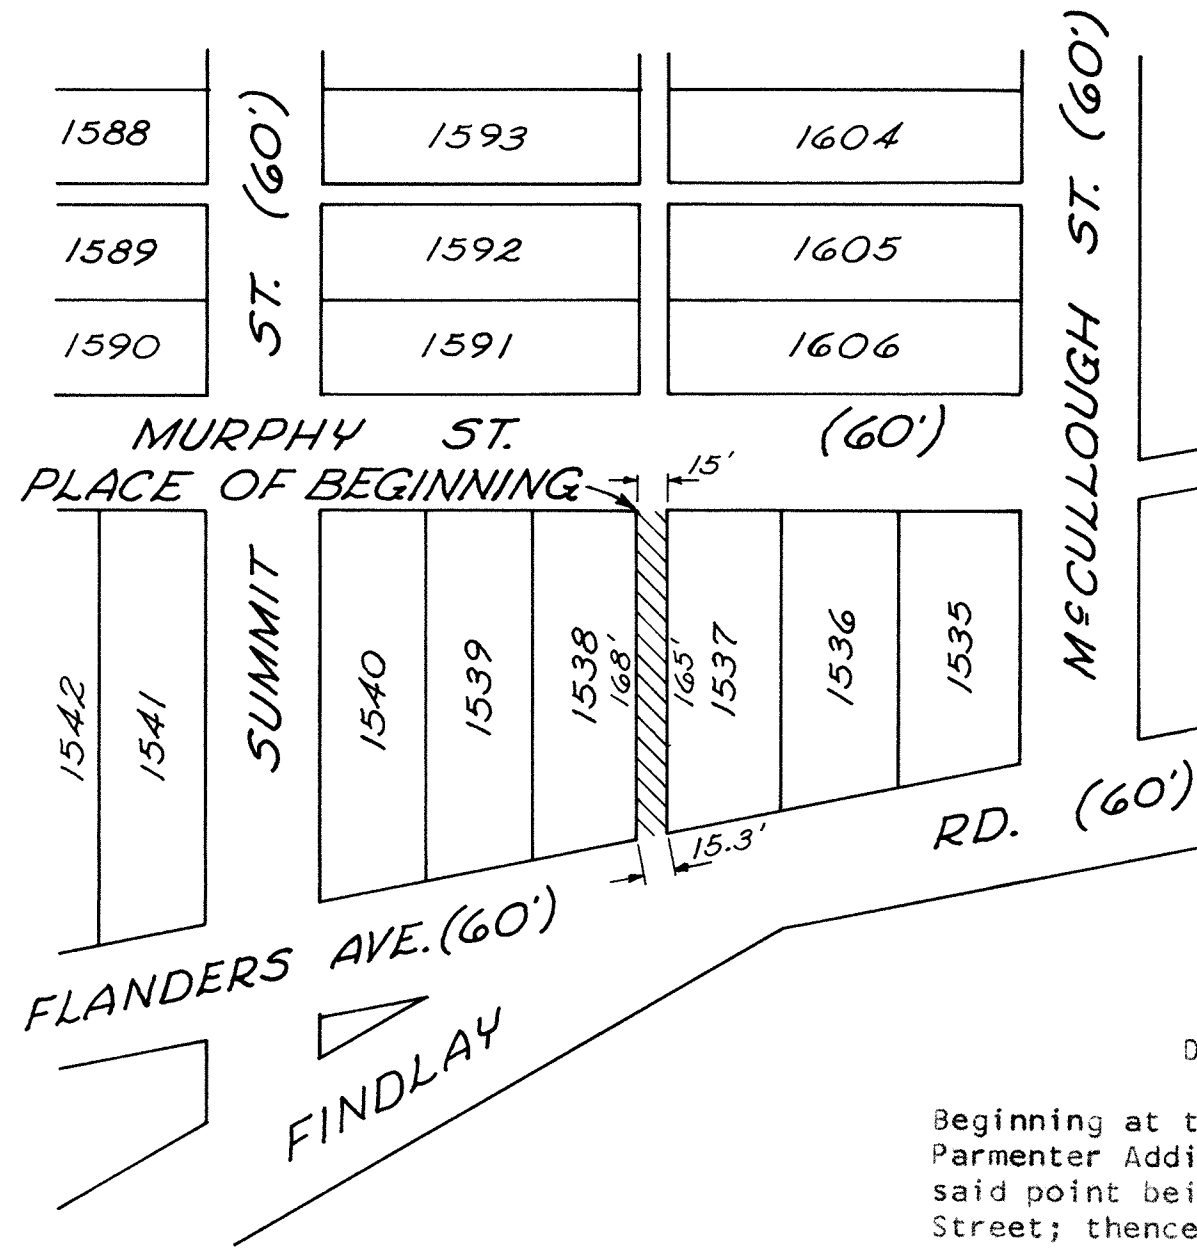 1588
1593
1604
1589
1592
1605
1590
1591
1606
SUMMIT ST. (60')
McCULLOUGH ST. (60')
MURPHY ST. (60')
PLACE OF BEGINNING
15'
1542
1541
1540
1539
1538
168'
165'
1537
1536
1535
15.3'
FLANDERS AVE. (60')
FINDLAY RD. (60')
D
Beginning at t
Parmenter Addi
said point bei
Street; thence